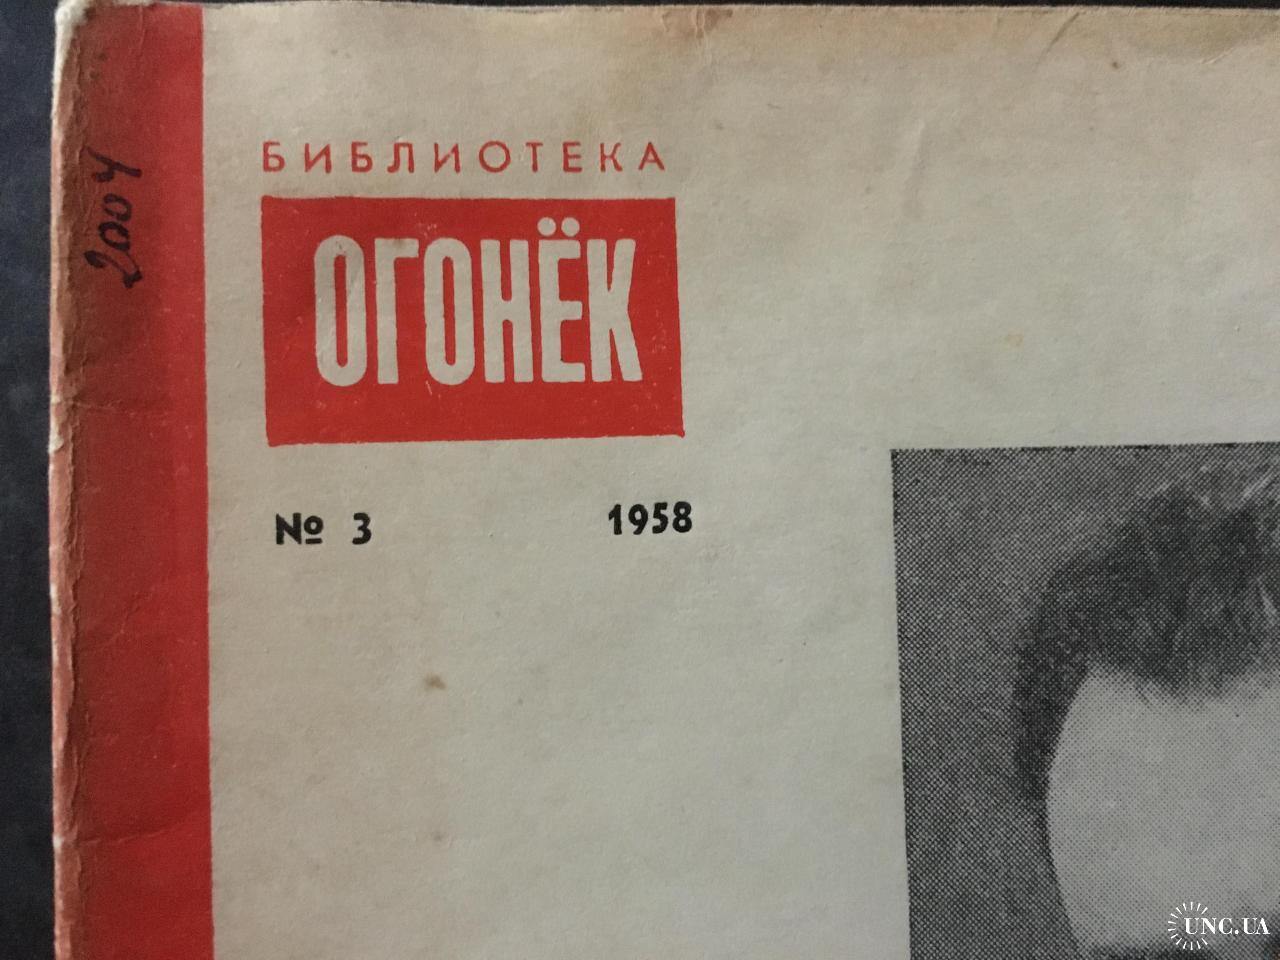 2004
БИБЛИОТЕКА
ОГОНЁК
№ 3 1958
UNC.UA